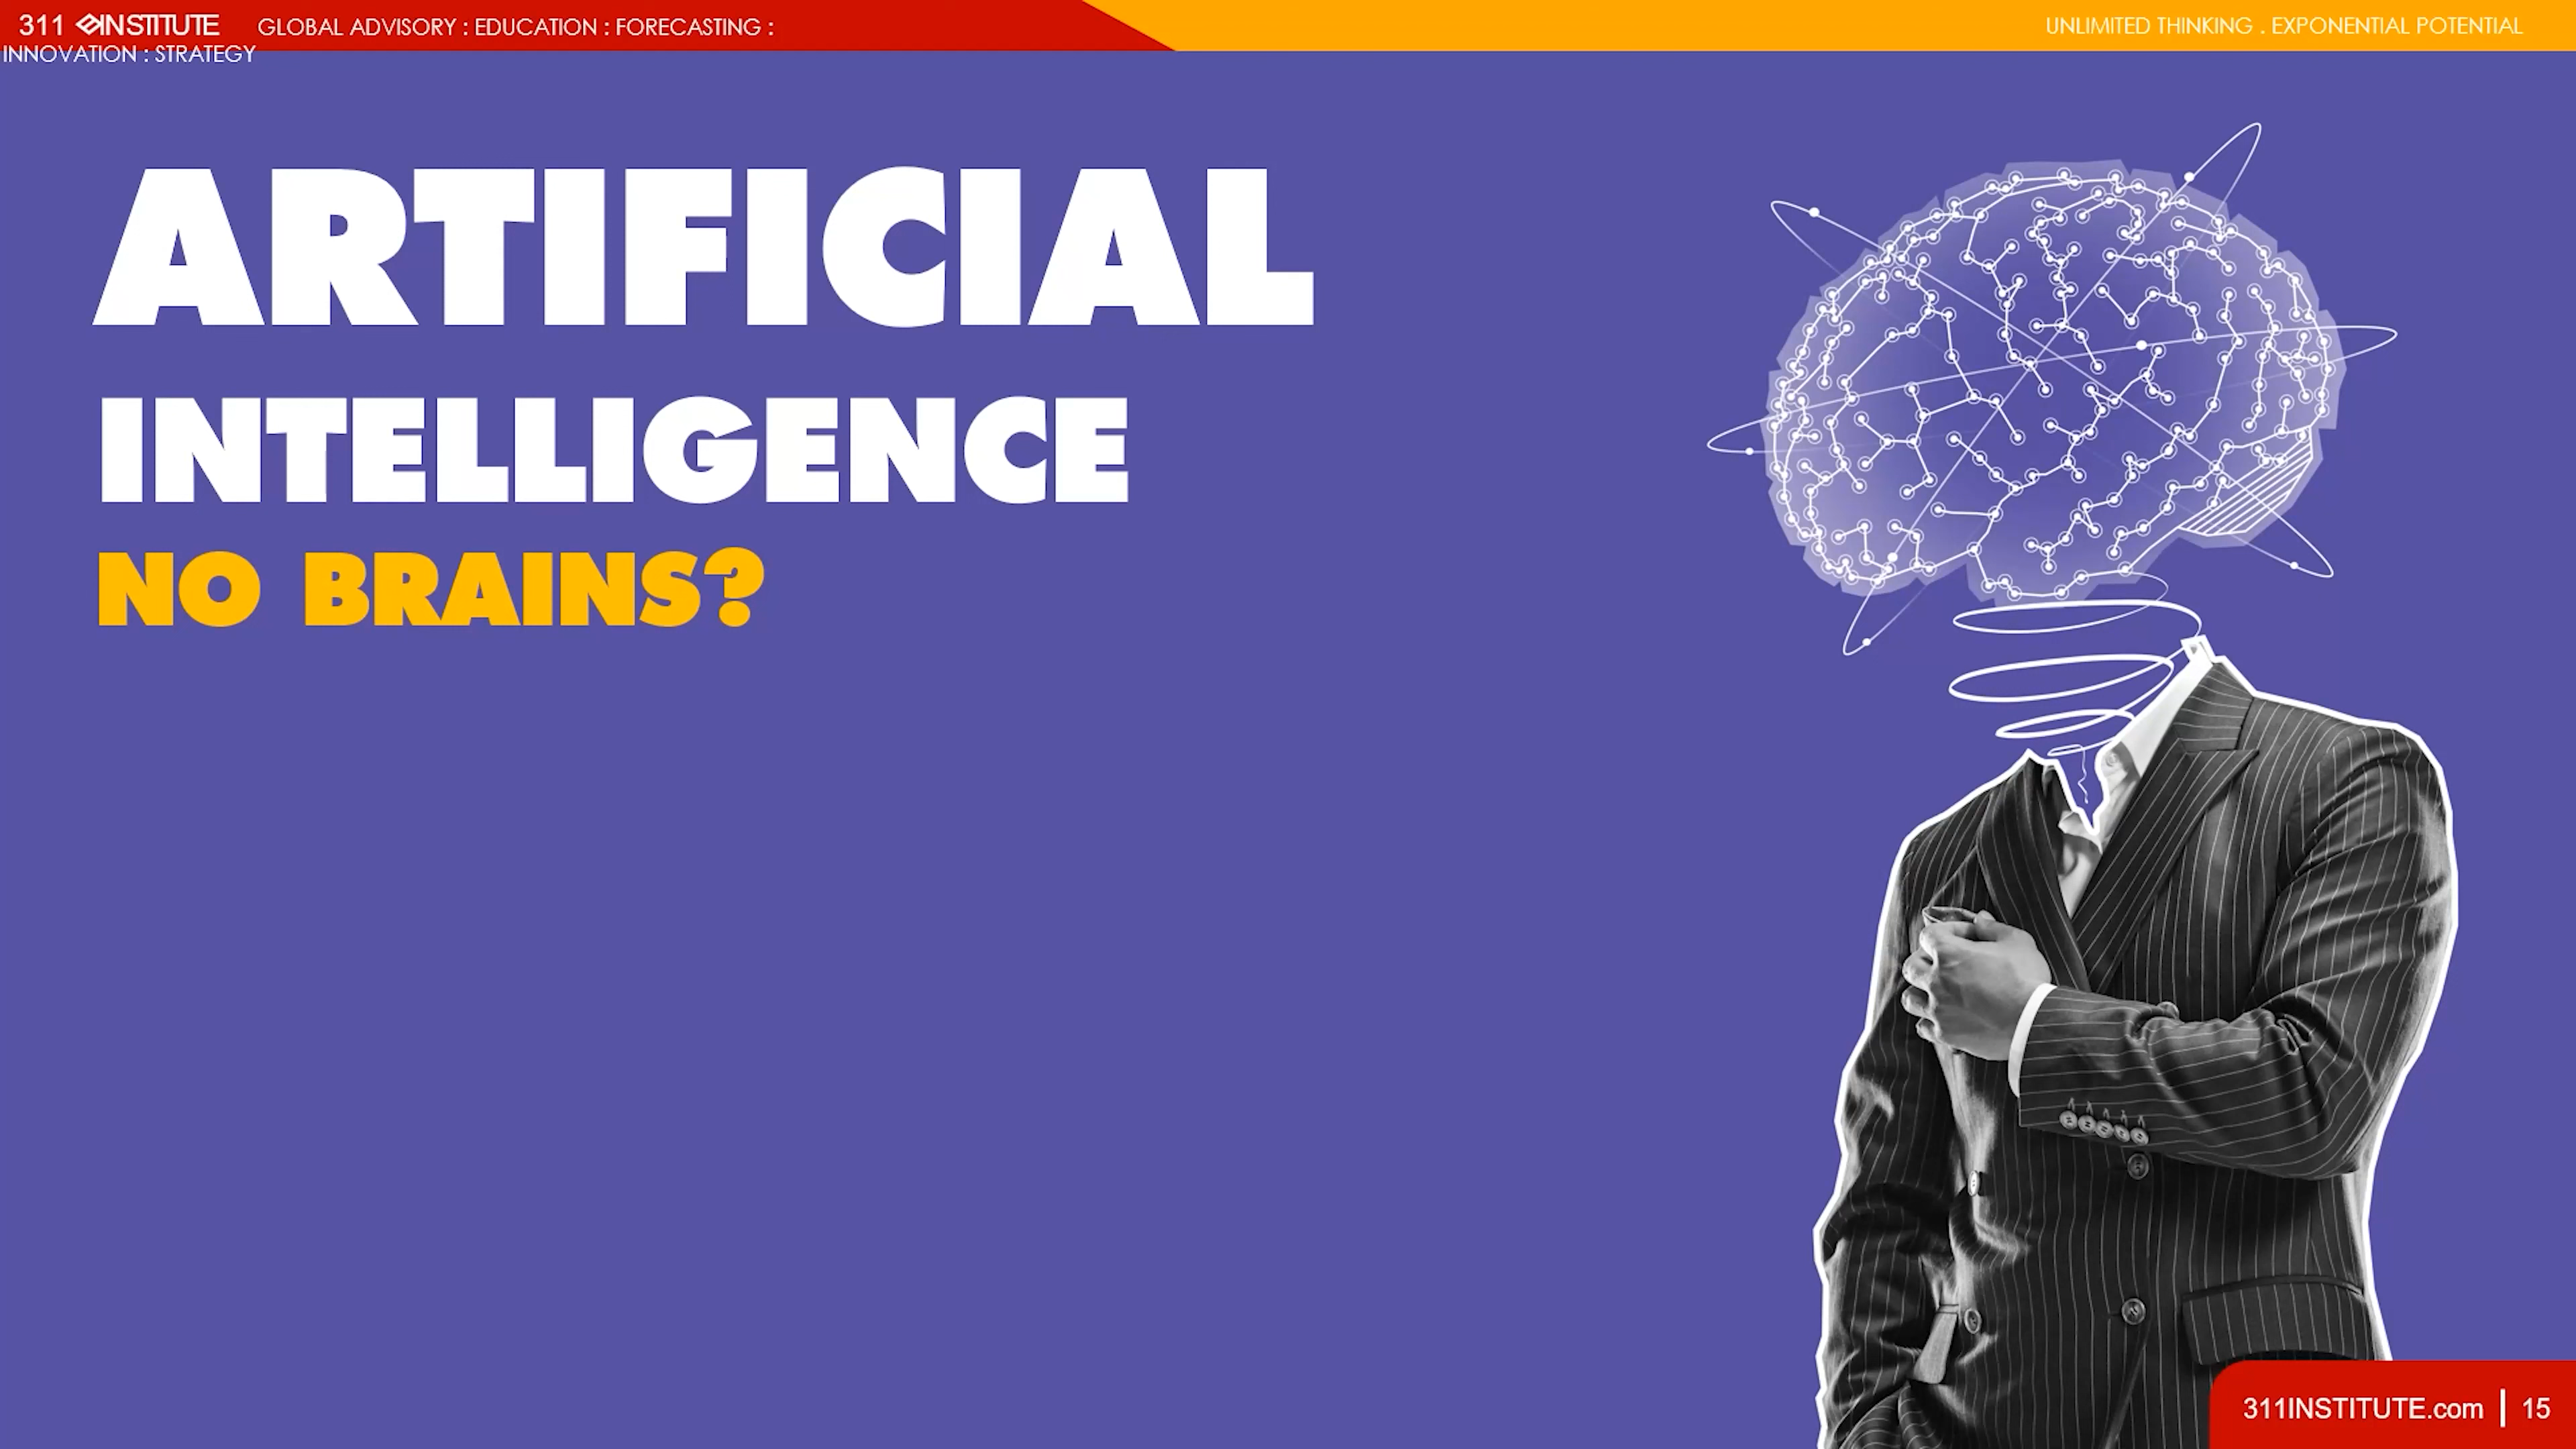 311 INSTITUTE GLOBAL ADVISORY : EDUCATION : FORECASTING :
INNOVATION : STRATEGY
UNLIMITED THINKING . EXPONENTIAL POTENTIAL
ARTIFICIAL
INTELLIGENCE
NO BRAINS?
311INSTITUTE.com | 15